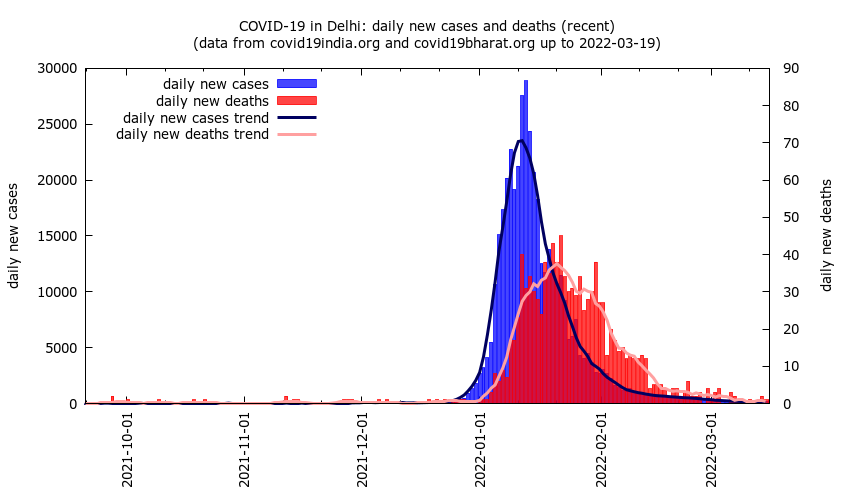 COVID-19 in Delhi: daily new cases and deaths (recent)
(data from covid19india.org and covid19bharat.org up to 2022-03-19)
30000
25000
20000
15000
10000
5000
0
daily new cases
daily new cases
daily new deaths
daily new cases trend
daily new deaths trend
90
80
70
60
50
40
30
20
10
0
daily new deaths
2021-10-01
2021-11-01
2021-12-01
2022-01-01
2022-02-01
2022-03-01